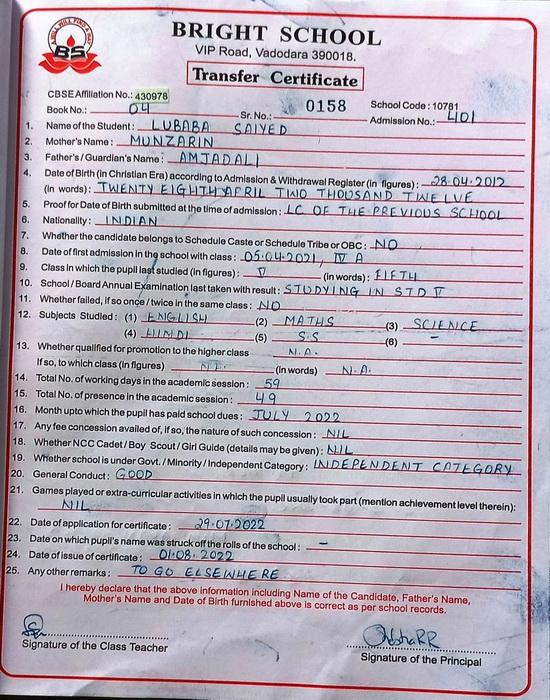 A WILL WILL FIND A WAY
BS
BRIGHT SCHOOL
VIP Road, Vadodara 390018.
Transfer Certificate
CBSE Affiliation No.: 430978
Book No.: 04 Sr. No.: 0158 School Code : 10781
Admission No.: 4101
1. Name of the Student : LUBABA SAIYED
2. Mother's Name : MUNZARIN
3. Father's / Guardian's Name : AMJADALI
4. Date of Birth (in Christian Era) according to Admission & Withdrawal Register (in figures) : 28.04.2012
(in words) : TWENTY EIGHTH APRIL TWO THOUSAND TWELVE
5. Proof for Date of Birth submitted at the time of admission : LC OF THE PREVIOUS SCHOOL
6. Nationality : INDIAN
7. Whether the candidate belongs to Schedule Caste or Schedule Tribe or OBC : NO
8. Date of first admission in the school with class : 05.04.2021, IV A
9. Class in which the pupil last studied (in figures) : V (in words) : FIFTH
10. School / Board Annual Examination last taken with result : STUDYING IN STD V
11. Whether failed, if so once / twice in the same class : NO
12. Subjects Studied : (1) ENGLISH (2) MATHS (3) SCIENCE
(4) HINDI (5) S.S (6) -
13. Whether qualified for promotion to the higher class N.A.
If so, to which class (in figures) (in words) N.A.
14. Total No. of working days in the academic session : 59
15. Total No. of presence in the academic session : 49
16. Month upto which the pupil has paid school dues : JULY 2022
17. Any fee concession availed of, if so, the nature of such concession : NIL
18. Whether NCC Cadet / Boy Scout / Girl Guide (details may be given) : NIL
19. Whether school is under Govt. / Minority / Independent Category : INDEPENDENT CATEGORY
20. General Conduct : GOOD
21. Games played or extra-curricular activities in which the pupil usually took part (mention achievement level therein) :
NIL
22. Date of application for certificate : 29.07.2022
23. Date on which pupil's name was struck off the rolls of the school : -
24. Date of issue of certificate : 01.08.2022
25. Any other remarks : TO GO ELSEWHERE
I hereby declare that the above information including Name of the Candidate, Father's Name,
Mother's Name and Date of Birth furnished above is correct as per school records.
Signature of the Class Teacher Signature of the Principal